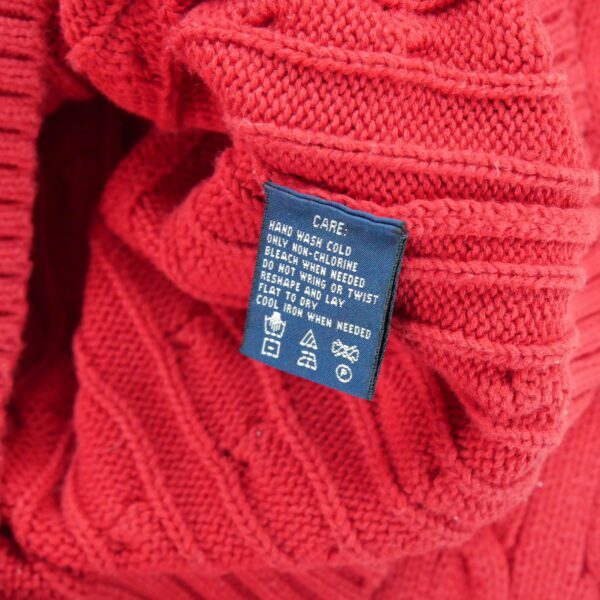 CARE:
HAND WASH COLD
ONLY NON-CHLORINE
BLEACH WHEN NEEDED
DO NOT WRING OR TWIST
RESHAPE AND LAY
FLAT TO DRY
COOL IRON WHEN NEEDED
P